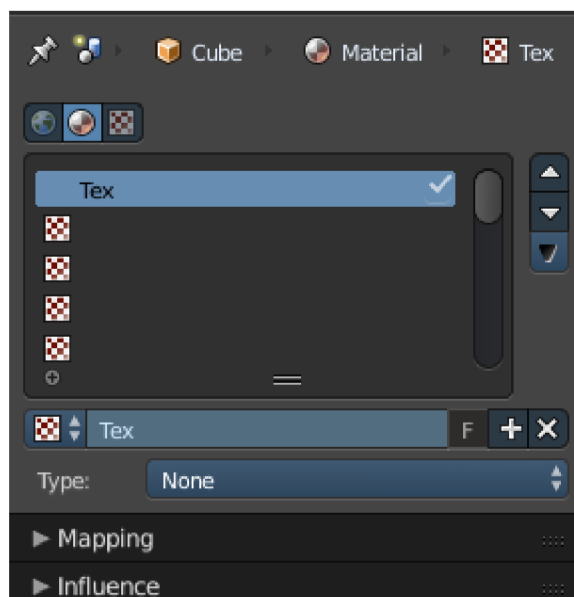 Cube Material Tex
Tex
Tex F
Type: None
Mapping
Influence